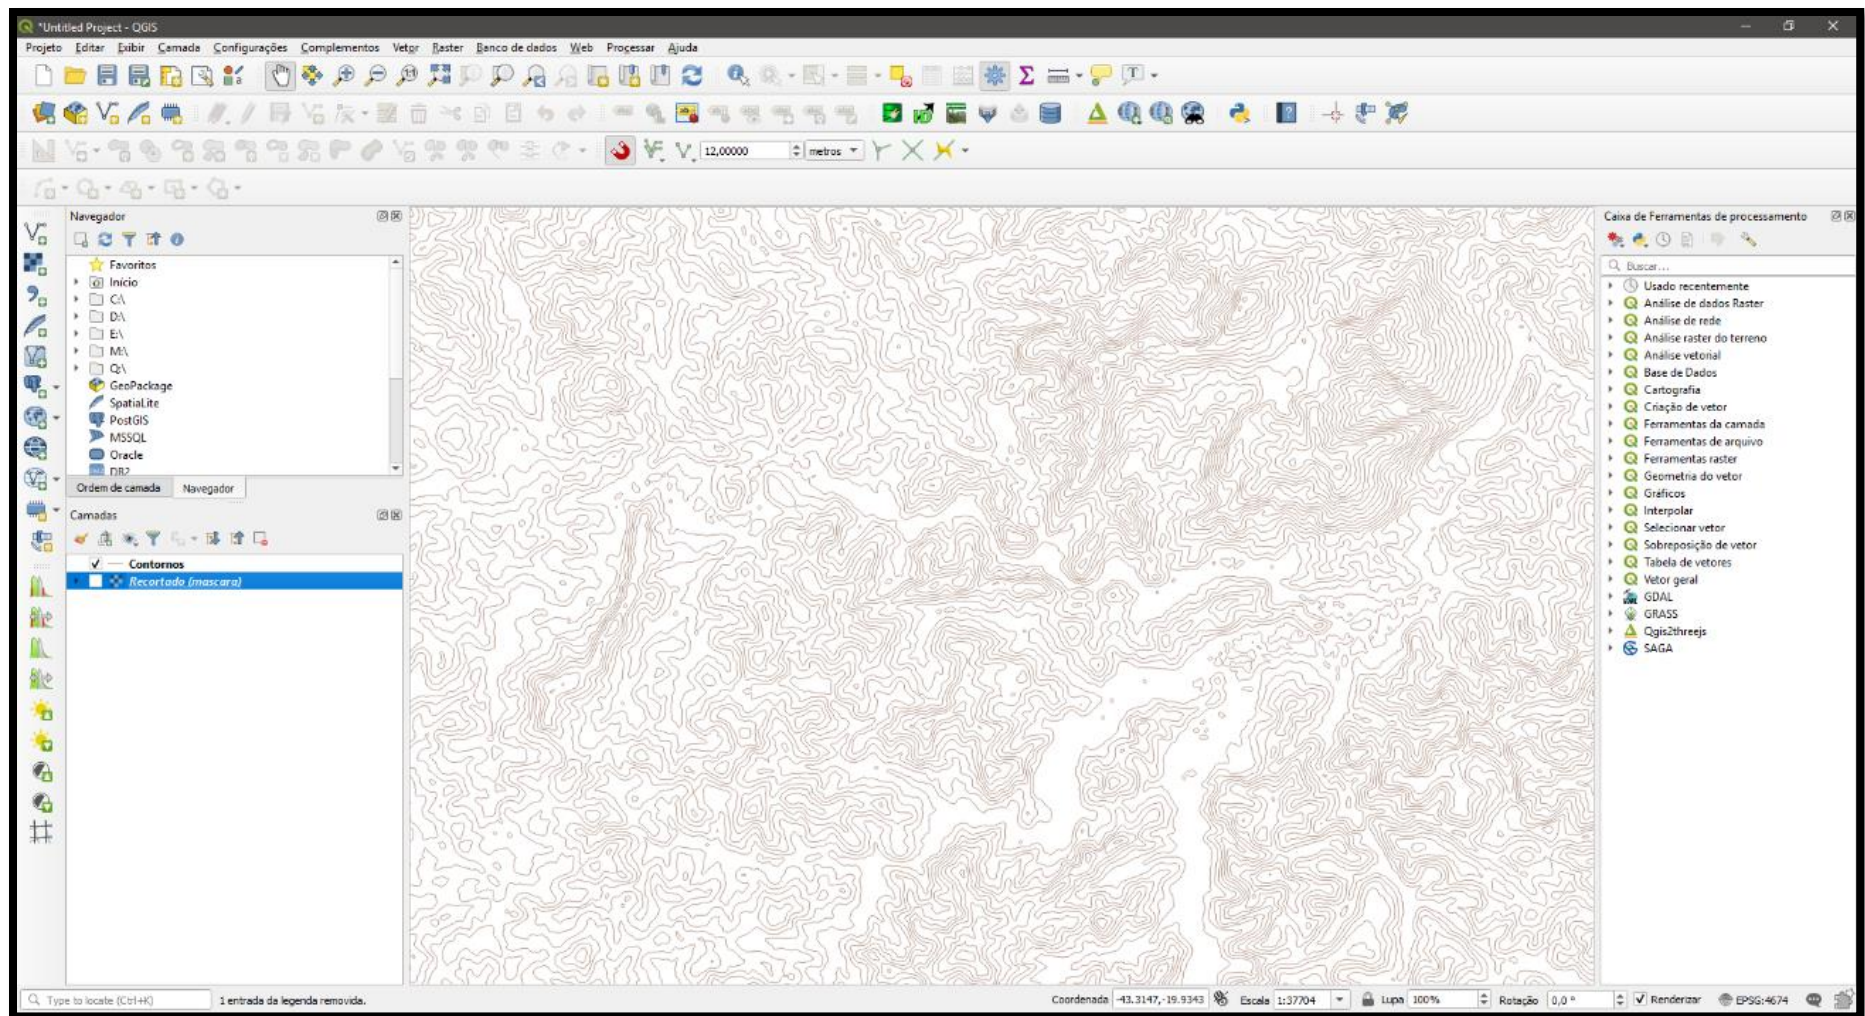 *Untitled Project - QGIS
Projeto Editar Exibir Camada Configurações Complementos Vetor Raster Banco de dados Web Processar Ajuda
12,00000 metros
Navegador
Favoritos
Início
C:\
D:\
E:\
M:\
Q:\
GeoPackage
SpatiaLite
PostGIS
MSSQL
Oracle
DB2
Ordem de camada Navegador
Camadas
Contornos
Recortado (mascara)
Caixa de Ferramentas de processamento
Buscar...
Usado recentemente
Análise de dados Raster
Análise de rede
Análise raster do terreno
Análise vetorial
Base de Dados
Cartografia
Criação de vetor
Ferramentas da camada
Ferramentas de arquivo
Ferramentas raster
Geometria do vetor
Gráficos
Interpolar
Selecionar vetor
Sobreposição de vetor
Tabela de vetores
Vetor geral
GDAL
GRASS
Qgis2threejs
SAGA
Type to locate (Ctrl+K) 1 entrada da legenda removida. Coordenada -43.3147,-19.9343 Escala 1:37704 Lupa 100% Rotação 0,0 ° Renderizar EPSG:4674